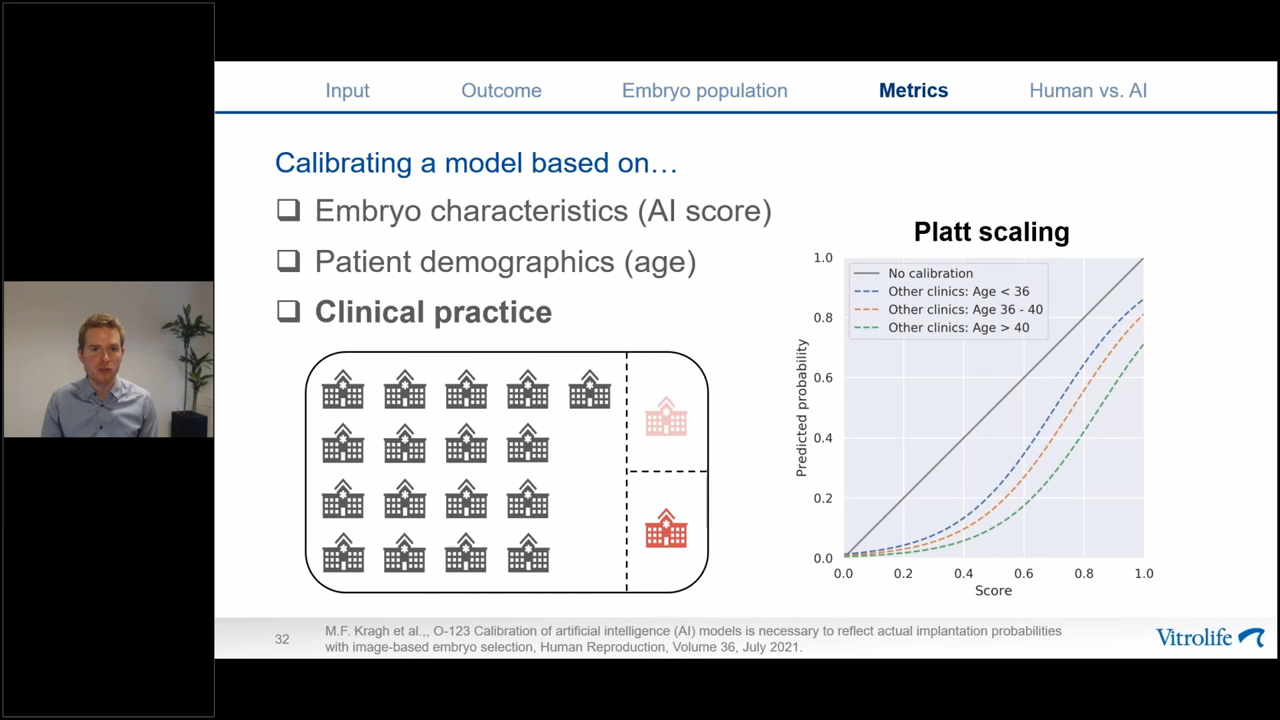 Input Outcome Embryo population Metrics Human vs. AI
Calibrating a model based on…
❑ Embryo characteristics (AI score)
❑ Patient demographics (age)
❑ Clinical practice
Platt scaling
1.0
0.8
0.6
0.4
0.2
0.0
Predicted probability
No calibration
Other clinics: Age < 36
Other clinics: Age 36 - 40
Other clinics: Age > 40
0.0 0.2 0.4 0.6 0.8 1.0
Score
32
M.F. Kragh et al.,, O-123 Calibration of artificial intelligence (AI) models is necessary to reflect actual implantation probabilities
with image-based embryo selection, Human Reproduction, Volume 36, July 2021.
Vitrolife